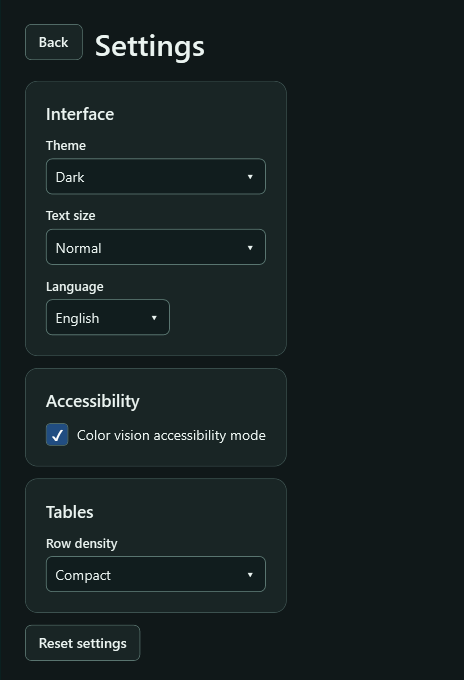 Back
Settings
Interface
Theme
Dark
Text size
Normal
Language
English
Accessibility
Color vision accessibility mode
Tables
Row density
Compact
Reset settings